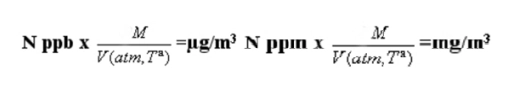 N ppb x M/V(atm,Tª) =µg/m³ N ppm x M/V(atm,Tª) =mg/m³